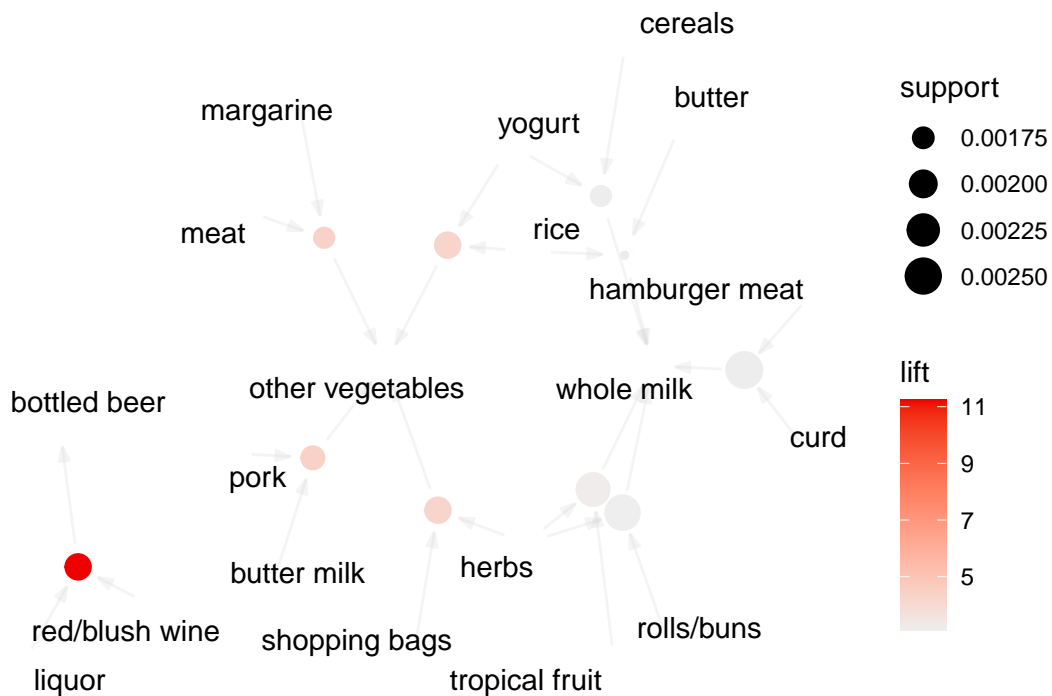 cereals
butter
margarine
yogurt
meat
rice
hamburger meat
other vegetables
whole milk
bottled beer
curd
pork
butter milk
herbs
red/blush wine
shopping bags
rolls/buns
liquor
tropical fruit
support
0.00175
0.00200
0.00225
0.00250
lift
11
9
7
5